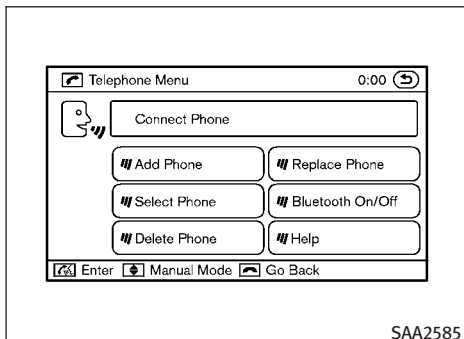 Telephone Menu 0:00
Connect Phone
Add Phone Replace Phone
Select Phone Bluetooth On/Off
Delete Phone Help
Enter Manual Mode Go Back
SAA2585